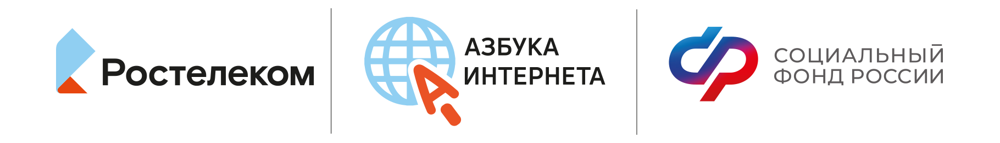 Ростелеком
АЗБУКА
ИНТЕРНЕТА
СОЦИАЛЬНЫЙ
ФОНД РОССИИ